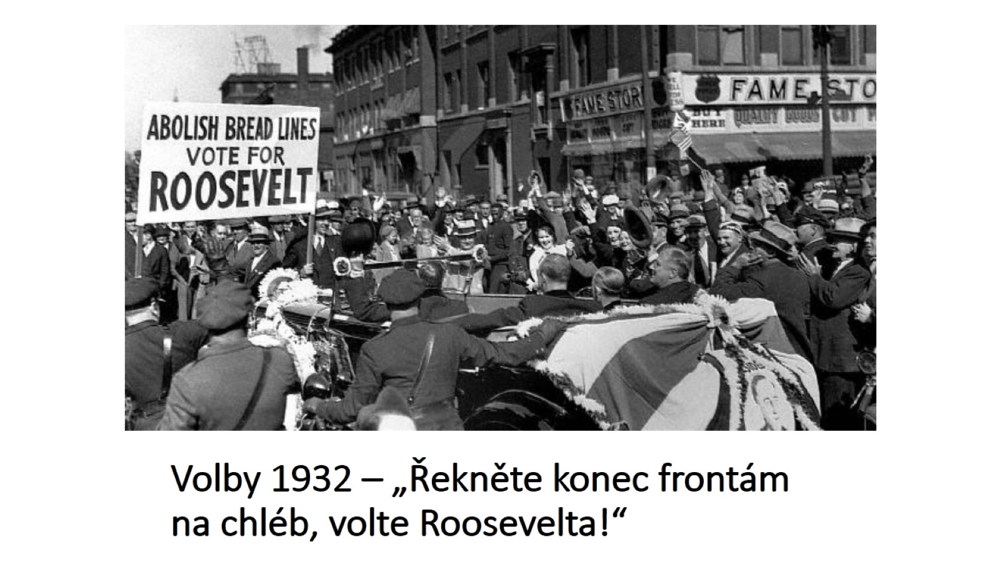 ABOLISH BREAD LINES
VOTE FOR
ROOSEVELT
FAME STOR
FAME STO
BUY
HERE
QUALITY GOODS
Volby 1932 – „Řekněte konec frontám
na chléb, volte Roosevelta!“